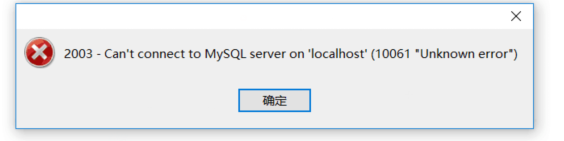 2003 - Can't connect to MySQL server on 'localhost' (10061 "Unknown error")
确定